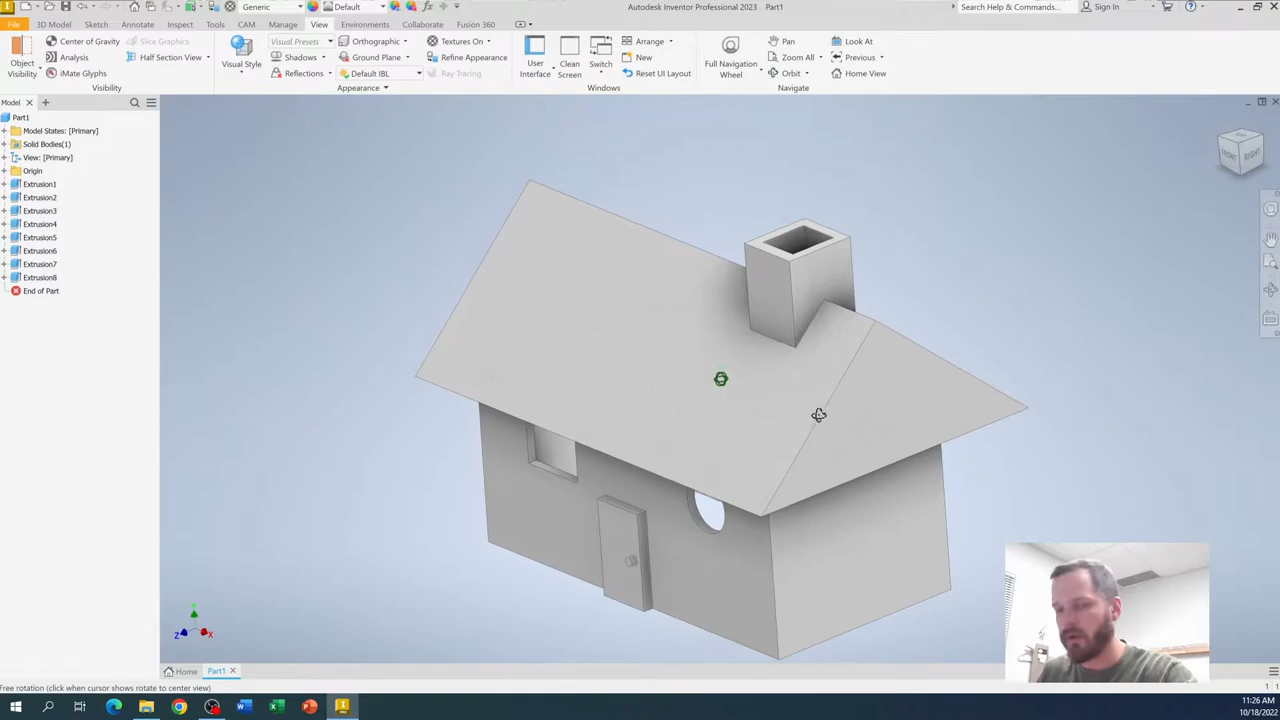 Generic
Default
Autodesk Inventor Professional 2023 Part1
Search Help & Commands...
Sign In
File
3D Model
Sketch
Annotate
Inspect
Tools
CAM
Manage
View
Environments
Collaborate
Fusion 360
Object
Visibility
Center of Gravity
Slice Graphics
Analysis
Half Section View
iMate Glyphs
Visibility
Visual Style
Visual Presets
Orthographic
Textures On
Shadows
Ground Plane
Refine Appearance
Reflections
Default IBL
Ray Tracing
Appearance
User
Interface
Clean
Screen
Switch
Arrange
New
Reset UI Layout
Windows
Full Navigation
Wheel
Pan
Look At
Zoom All
Previous
Orbit
Home View
Navigate
Model
Part1
Model States: [Primary]
Solid Bodies(1)
View: [Primary]
Origin
Extrusion1
Extrusion2
Extrusion3
Extrusion4
Extrusion5
Extrusion6
Extrusion7
Extrusion8
End of Part
FRONT
RIGHT
Z
X
Home
Part1
Free rotation (click when cursor shows rotate to center view)
1 1
11:26 AM
10/18/2022